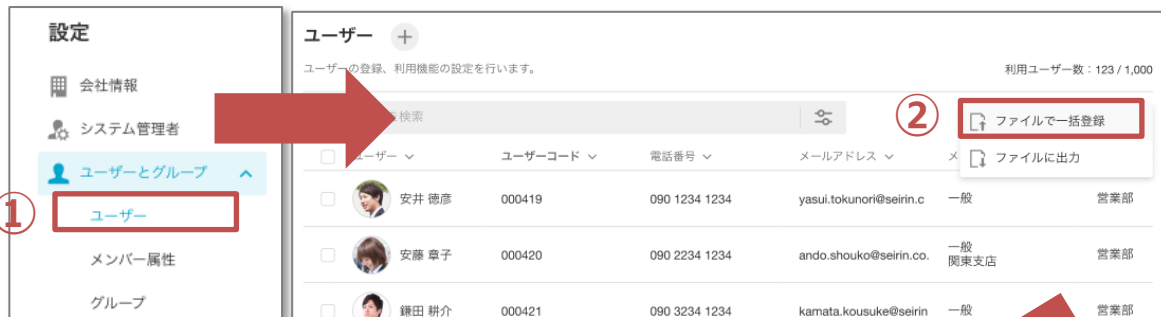 設定
会社情報
システム管理者
ユーザーとグループ
①
ユーザー
メンバー属性
グループ
ユーザー +
ユーザーの登録、利用機能の設定を行います。
利用ユーザー数：123 / 1,000
検索
②
ファイルで一括登録
ファイルに出力
ユーザー ユーザーコード 電話番号 メールアドレス メ
安井 徳彦 000419 090 1234 1234 yasui.tokunori@seirin.c 一般 営業部
安藤 章子 000420 090 2234 1234 ando.shouko@seirin.co. 一般 営業部
関東支店
鎌田 耕介 000421 090 3234 1234 kamata.kousuke@seirin 一般 営業部